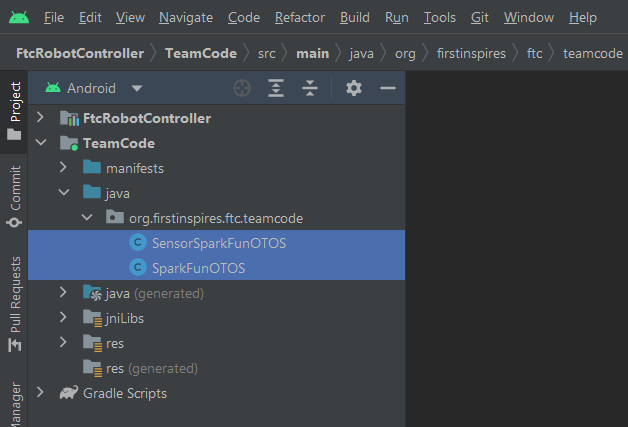 File Edit View Navigate Code Refactor Build Run Tools Git Window Help
FtcRobotController TeamCode src main java org firstinspires ftc teamcode
Project
Commit
Pull Requests
Manager
Android
FtcRobotController
TeamCode
manifests
java
org.firstinspires.ftc.teamcode
C SensorSparkFunOTOS
C SparkFunOTOS
java (generated)
jniLibs
res
res (generated)
Gradle Scripts